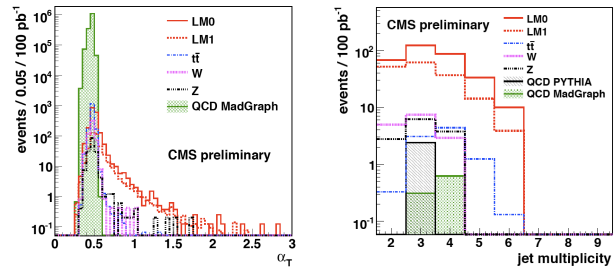 events / 0.05 / 100 pb⁻¹
10⁶
10⁵
10⁴
10³
10²
10
1
10⁻¹
0 0.5 1 1.5 2 2.5 3
α_T
LM0
LM1
tt̄
W
Z
QCD MadGraph
CMS preliminary
events / 100 pb⁻¹
10²
10
1
10⁻¹
2 3 4 5 6 7 8 9
jet multiplicity
CMS preliminary
LM0
LM1
tt̄
W
Z
QCD PYTHIA
QCD MadGraph